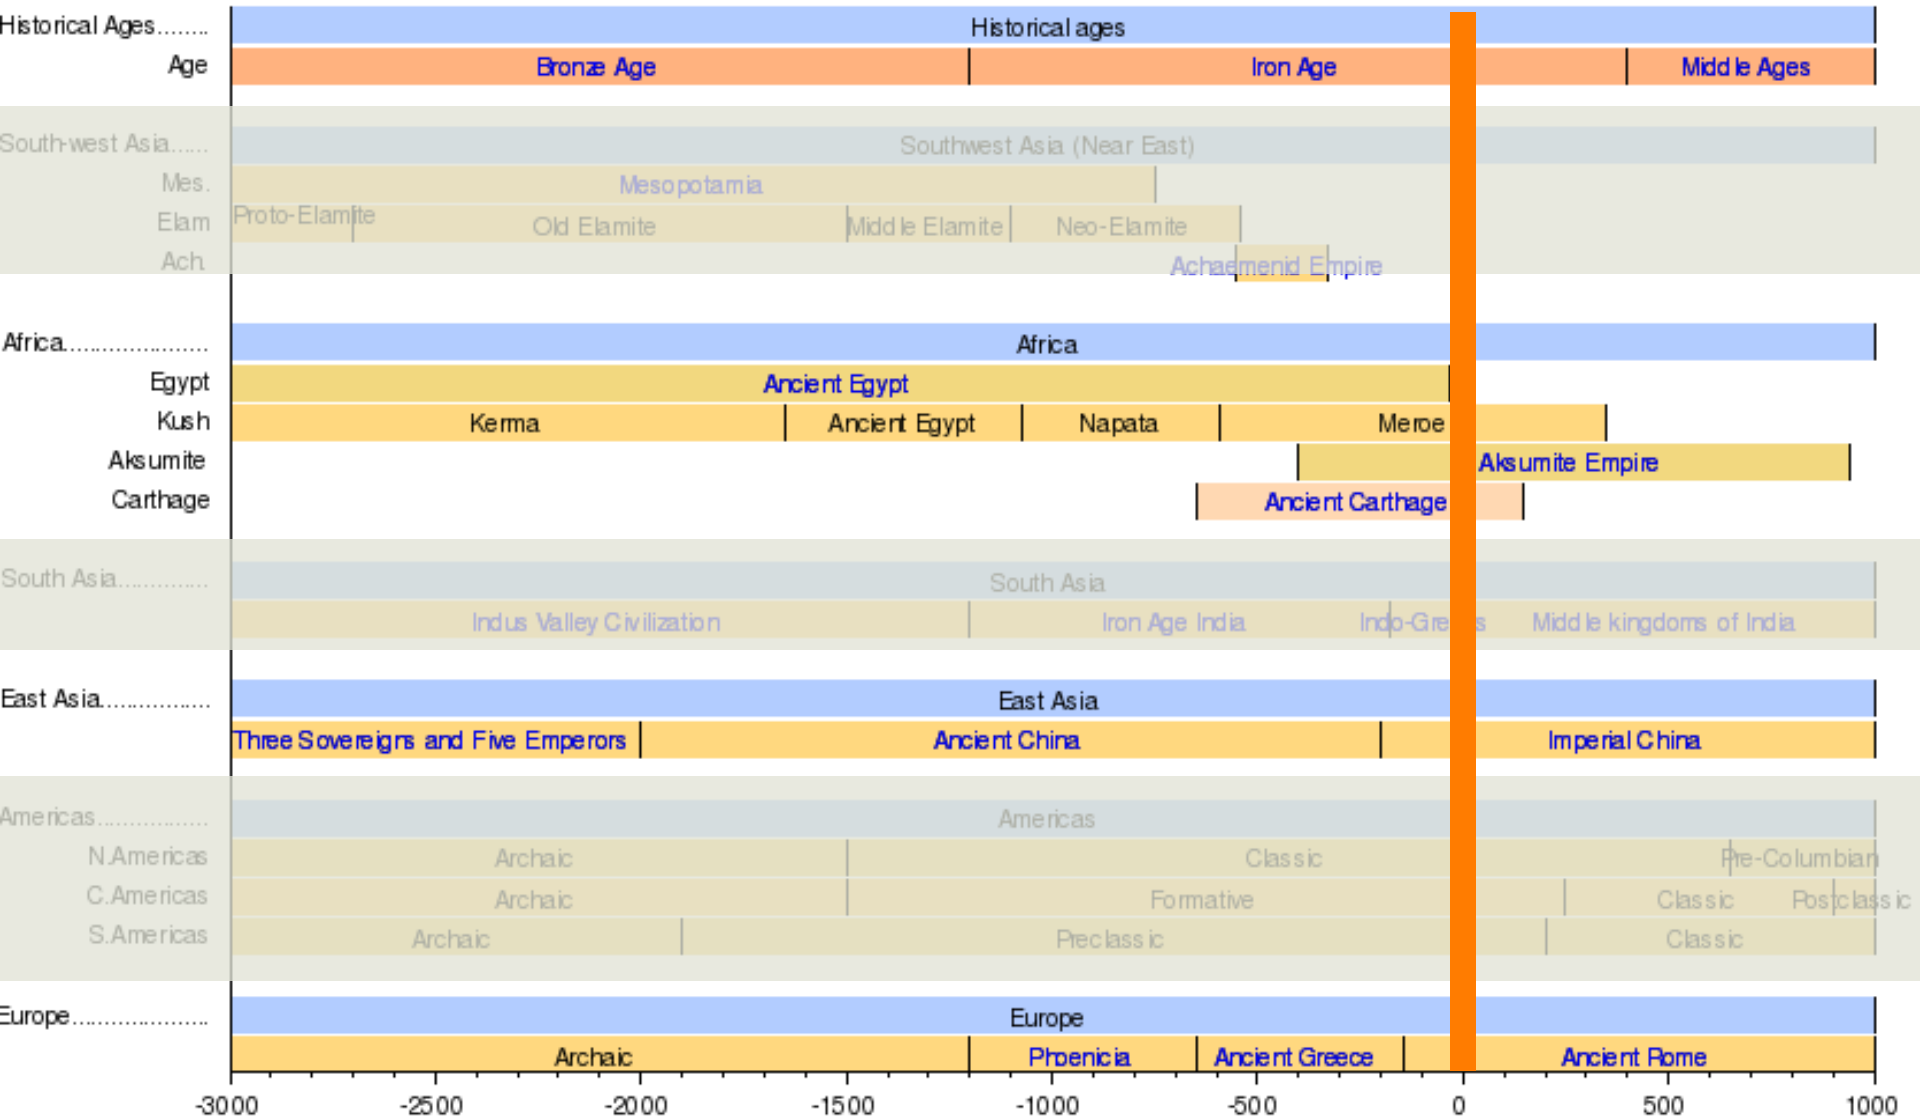 Historical Ages........
Historical ages
Age
Bronze Age
Iron Age
Middle Ages
South-west Asia......
Southwest Asia (Near East)
Mes.
Mesopotamia
Elam
Proto-Elamite
Old Elamite
Middle Elamite
Neo-Elamite
Ach.
Achaemenid Empire
Africa.....................
Africa
Egypt
Ancient Egypt
Kush
Kerma
Ancient Egypt
Napata
Meroe
Aksumite
Aksumite Empire
Carthage
Ancient Carthage
South Asia.............
South Asia
Indus Valley Civilization
Iron Age India
Middle kingdoms of India
East Asia................
East Asia
Three Sovereigns and Five Emperors
Ancient China
Imperial China
Americas................
Americas
N.Americas
Archaic
Classic
Pre-Columbian
C.Americas
Archaic
Formative
Classic
Postclassic
S.Americas
Archaic
Preclassic
Classic
Europe....................
Europe
Archaic
Phoenicia
Ancient Greece
Ancient Rome
-3000 -2500 -2000 -1500 -1000 -500 0 500 1000